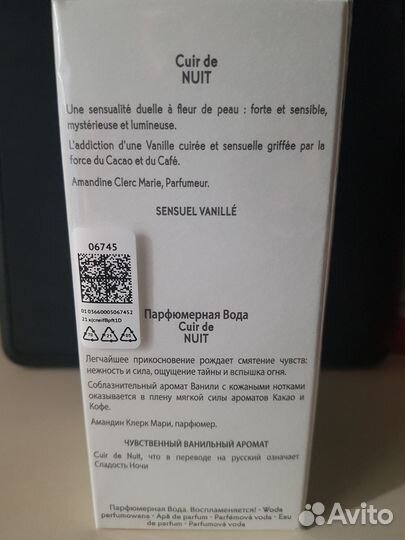 Cuir de
NUIT
Une sensualité duelle à fleur de peau : forte et sensible,
mystérieuse et lumineuse.
L'addiction d'une Vanille cuirée et sensuelle griffée par la
force du Cacao et du Café.
Amandine Clerc Marie, Parfumeur.
SENSUEL VANILLÉ
06745
Парфюмерная Вода
Cuir de
NUIT
Легчайшее прикосновение рождает смятение чувств:
нежность и сила, ощущение тайны и вспышка огня.
Соблазнительный аромат Ванили с кожаными нотками
оказывается в плену мягкой силы ароматов Какао и
Кофе.
Амандин Клерк Мари, парфюмер.
ЧУВСТВЕННЫЙ ВАНИЛЬНЫЙ АРОМАТ
Cuir de Nuit, что в переводе на русский означает
Сладость Ночи
Парфюмерная Вода. Воспламеняется! • Woda
perfumowana • Apă de parfum • Parfémová voda • Eau
de parfum • Parfumová voda
Avito